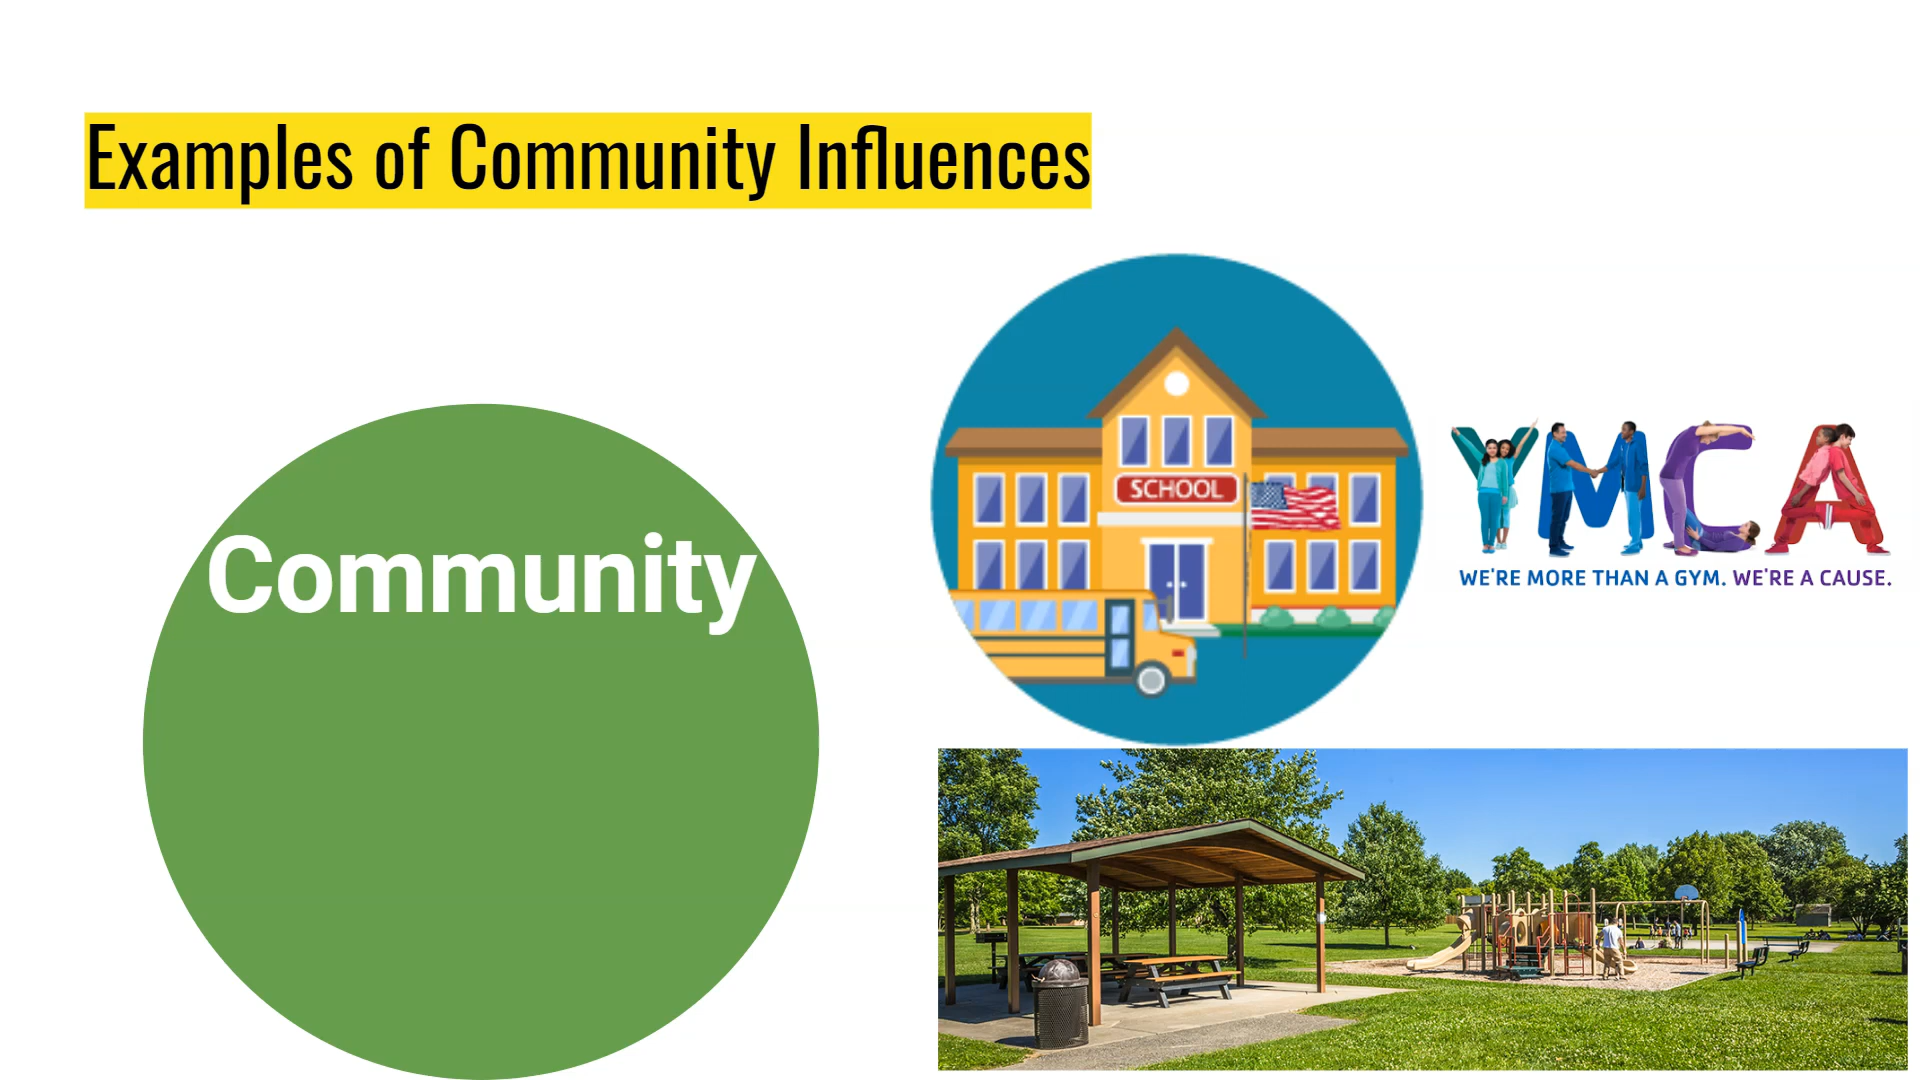 Examples of Community Influences
Community
SCHOOL
YMCA
WE'RE MORE THAN A GYM. WE'RE A CAUSE.